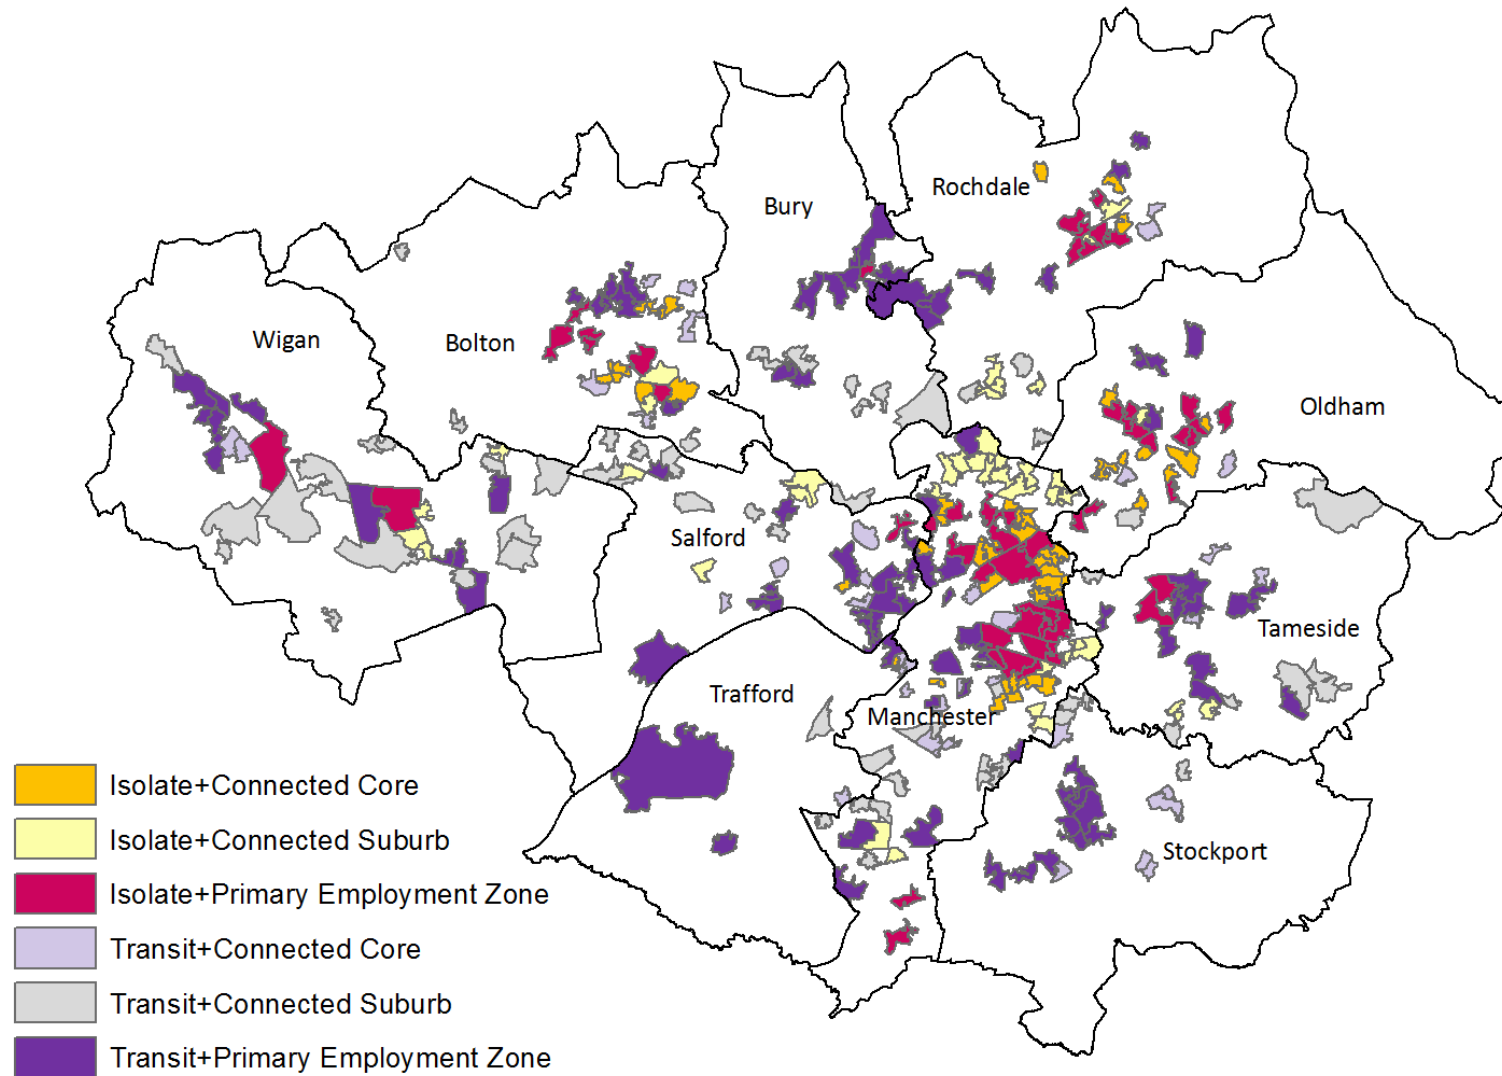 Rochdale
Bury
Wigan
Bolton
Oldham
Salford
Tameside
Trafford
Manchester
Stockport
Isolate+Connected Core
Isolate+Connected Suburb
Isolate+Primary Employment Zone
Transit+Connected Core
Transit+Connected Suburb
Transit+Primary Employment Zone